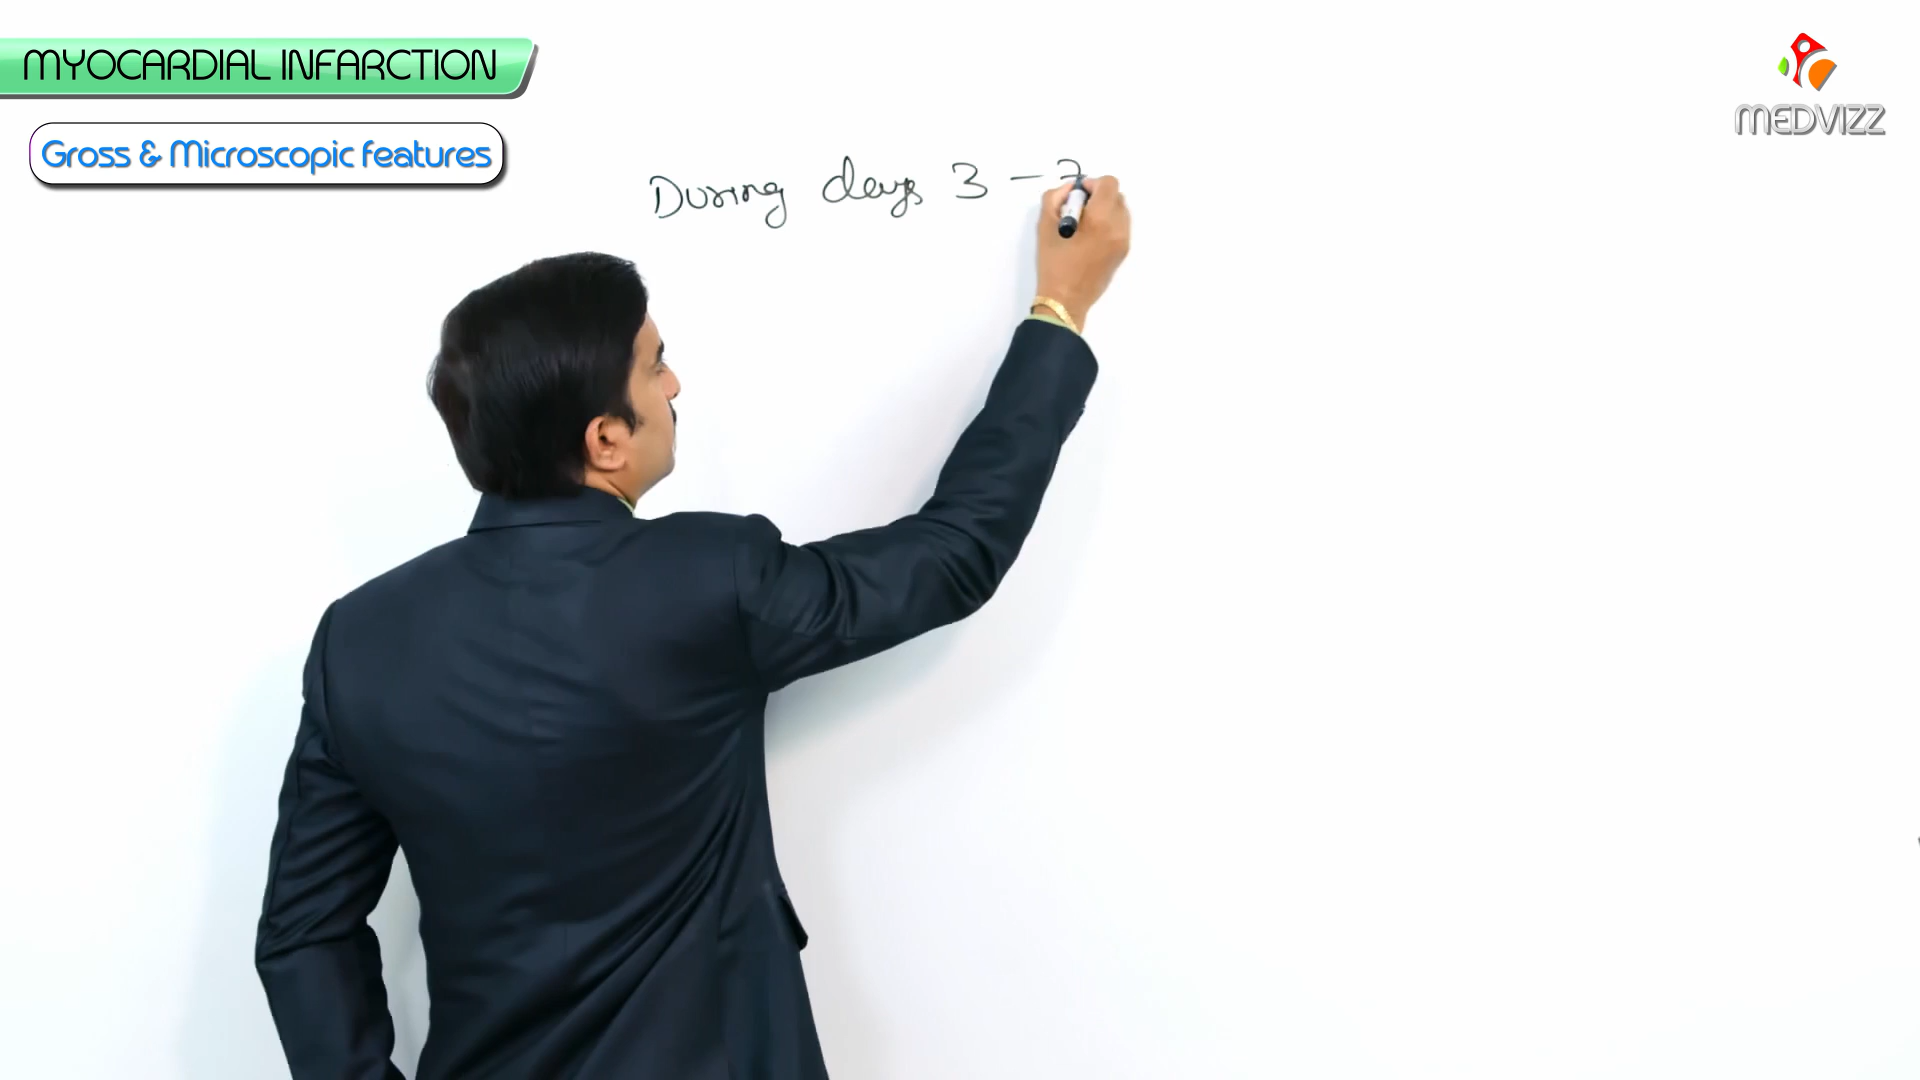 MYOCARDIAL INFARCTION
Gross & Microscopic features
MEDVIZZ
During days 3 - 7